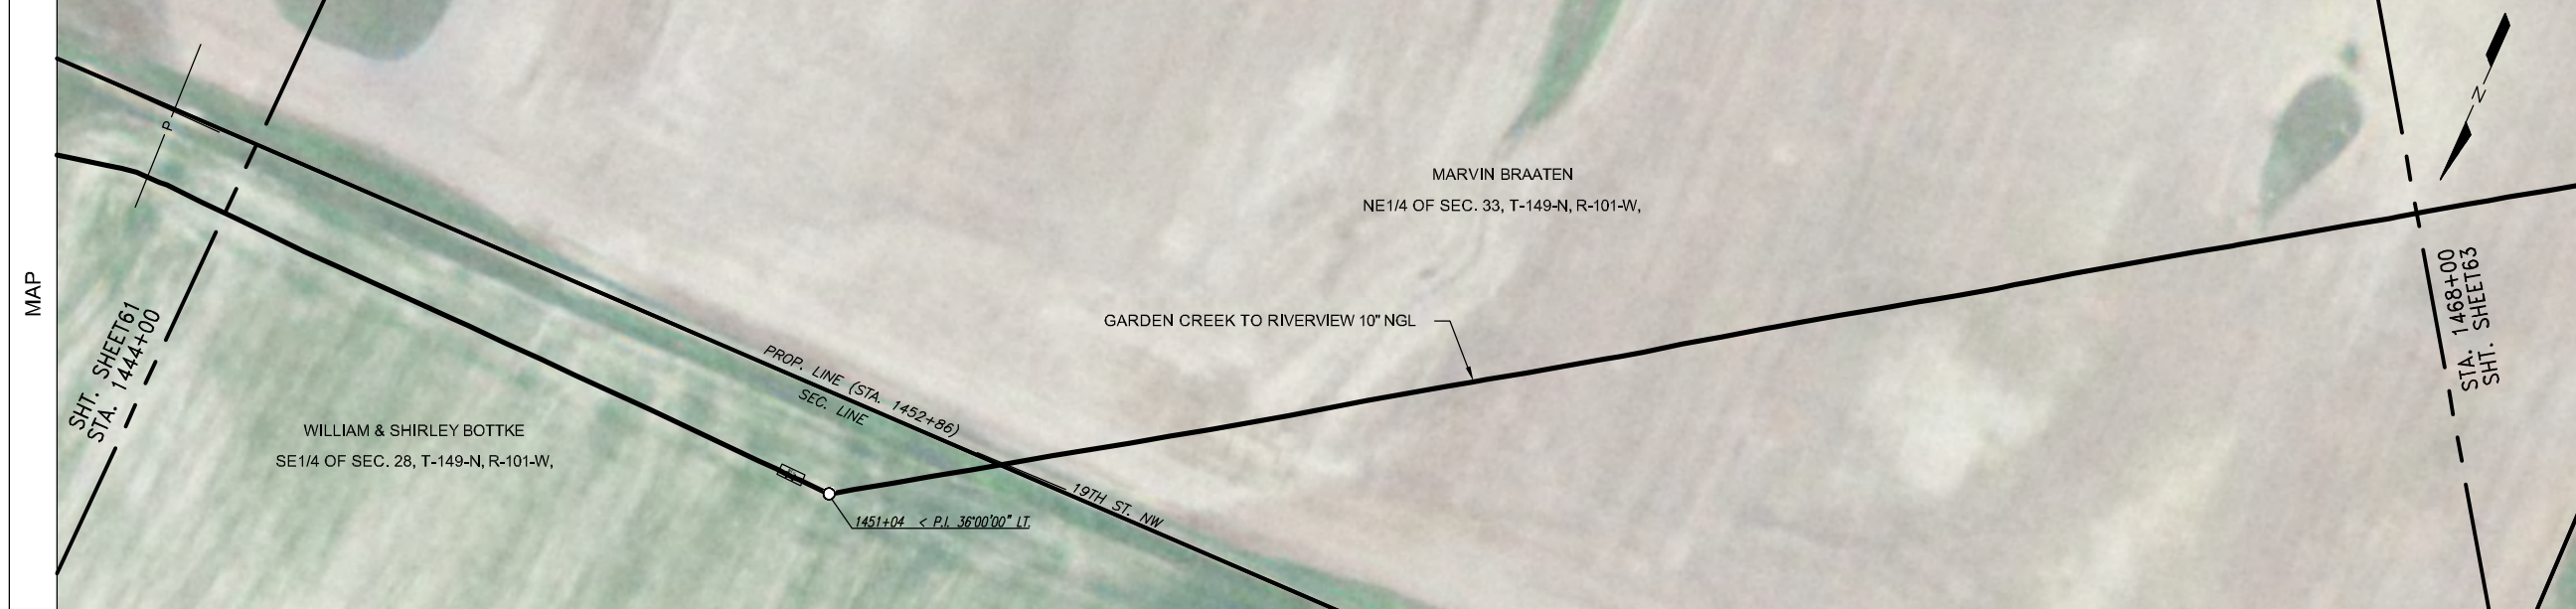 MAP
P
N
MARVIN BRAATEN
NE1/4 OF SEC. 33, T-149-N, R-101-W,
GARDEN CREEK TO RIVERVIEW 10" NGL
SHT. SHEET61
STA. 1444+00
STA. 1468+00
SHT. SHEET63
PROP. LINE (STA. 1452+86)
SEC. LINE
WILLIAM & SHIRLEY BOTTKE
SE1/4 OF SEC. 28, T-149-N, R-101-W,
19TH ST. NW
1451+04 < P.I. 36°00'00" LT.